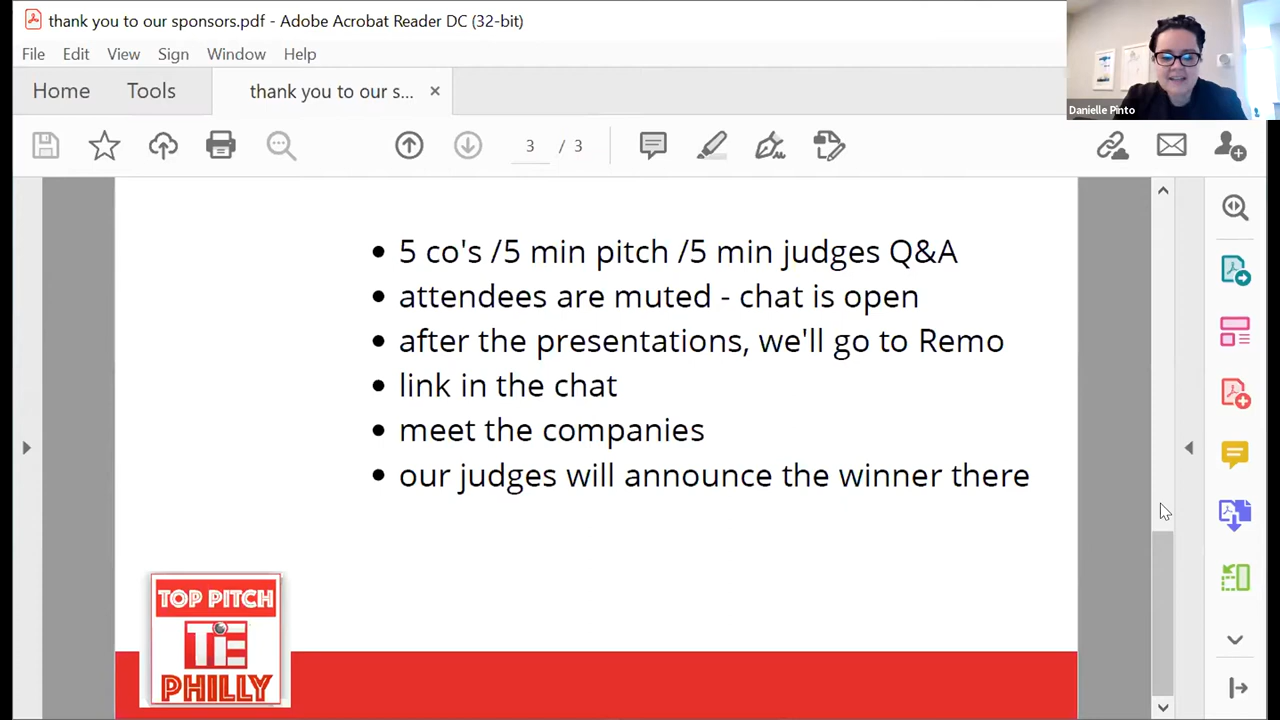 thank you to our sponsors.pdf - Adobe Acrobat Reader DC (32-bit)
File Edit View Sign Window Help
Home Tools thank you to our s... ×
3 / 3
Danielle Pinto
• 5 co's /5 min pitch /5 min judges Q&A
• attendees are muted - chat is open
• after the presentations, we'll go to Remo
• link in the chat
• meet the companies
• our judges will announce the winner there
TOP PITCH
TiE
PHILLY